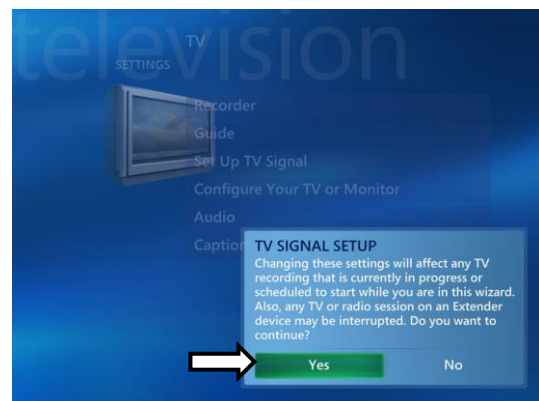 television
TV
SETTINGS
Recorder
Guide
Set Up TV Signal
Configure Your TV or Monitor
Audio
Caption
TV SIGNAL SETUP
Changing these settings will affect any TV
recording that is currently in progress or
scheduled to start while you are in this wizard.
Also, any TV or radio session on an Extender
device may be interrupted. Do you want to
continue?
Yes No